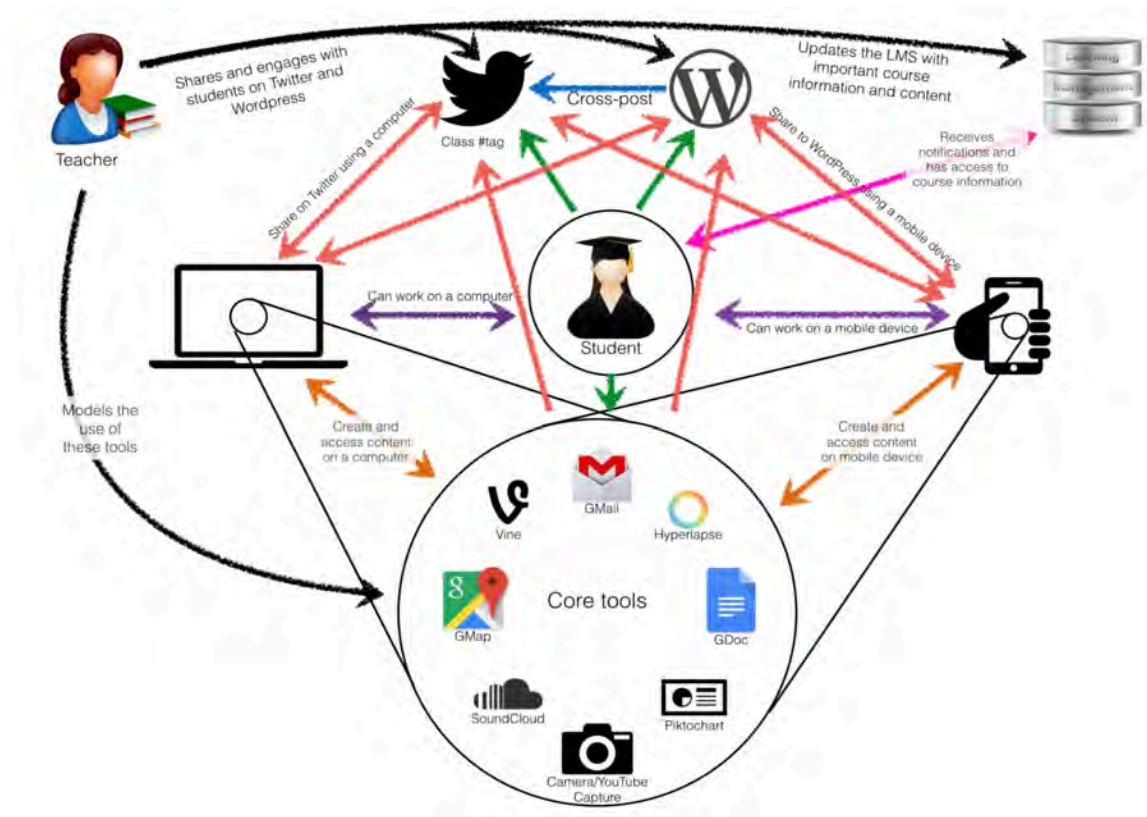 Shares and engages with
students on Twitter and
Wordpress
Updates the LMS with
important course
information and content
Learning
Management
System
Teacher
Cross-post
Class #tag
Share on Twitter using a computer
Share to WordPress using a mobile device
Receives
notifications and
has access to
course information
Can work on a computer
Can work on a mobile device
Student
Models the
use of
these tools
Create and
access content
on a computer
Create and
access content
on mobile device
GMail
Vine
Hyperlapse
8
Core tools
GMap
GDoc
SoundCloud
Piktochart
Camera/YouTube
Capture